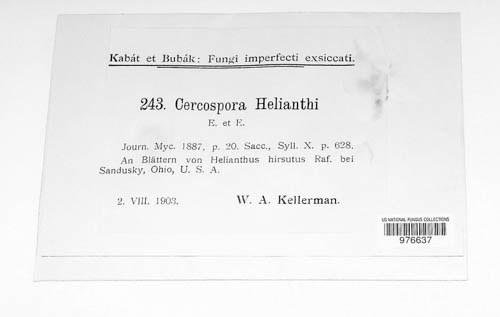 Kabát et Bubák: Fungi imperfecti exsiccati.
243. Cercospora Helianthi
E. et E.
Journ. Myc. 1887, p. 20. Sacc., Syll. X. p. 628.
An Blättern von Helianthus hirsutus Raf. bei
Sandusky, Ohio, U. S. A.
2. VIII. 1903. W. A. Kellerman.
US NATIONAL FUNGUS COLLECTIONS
976637